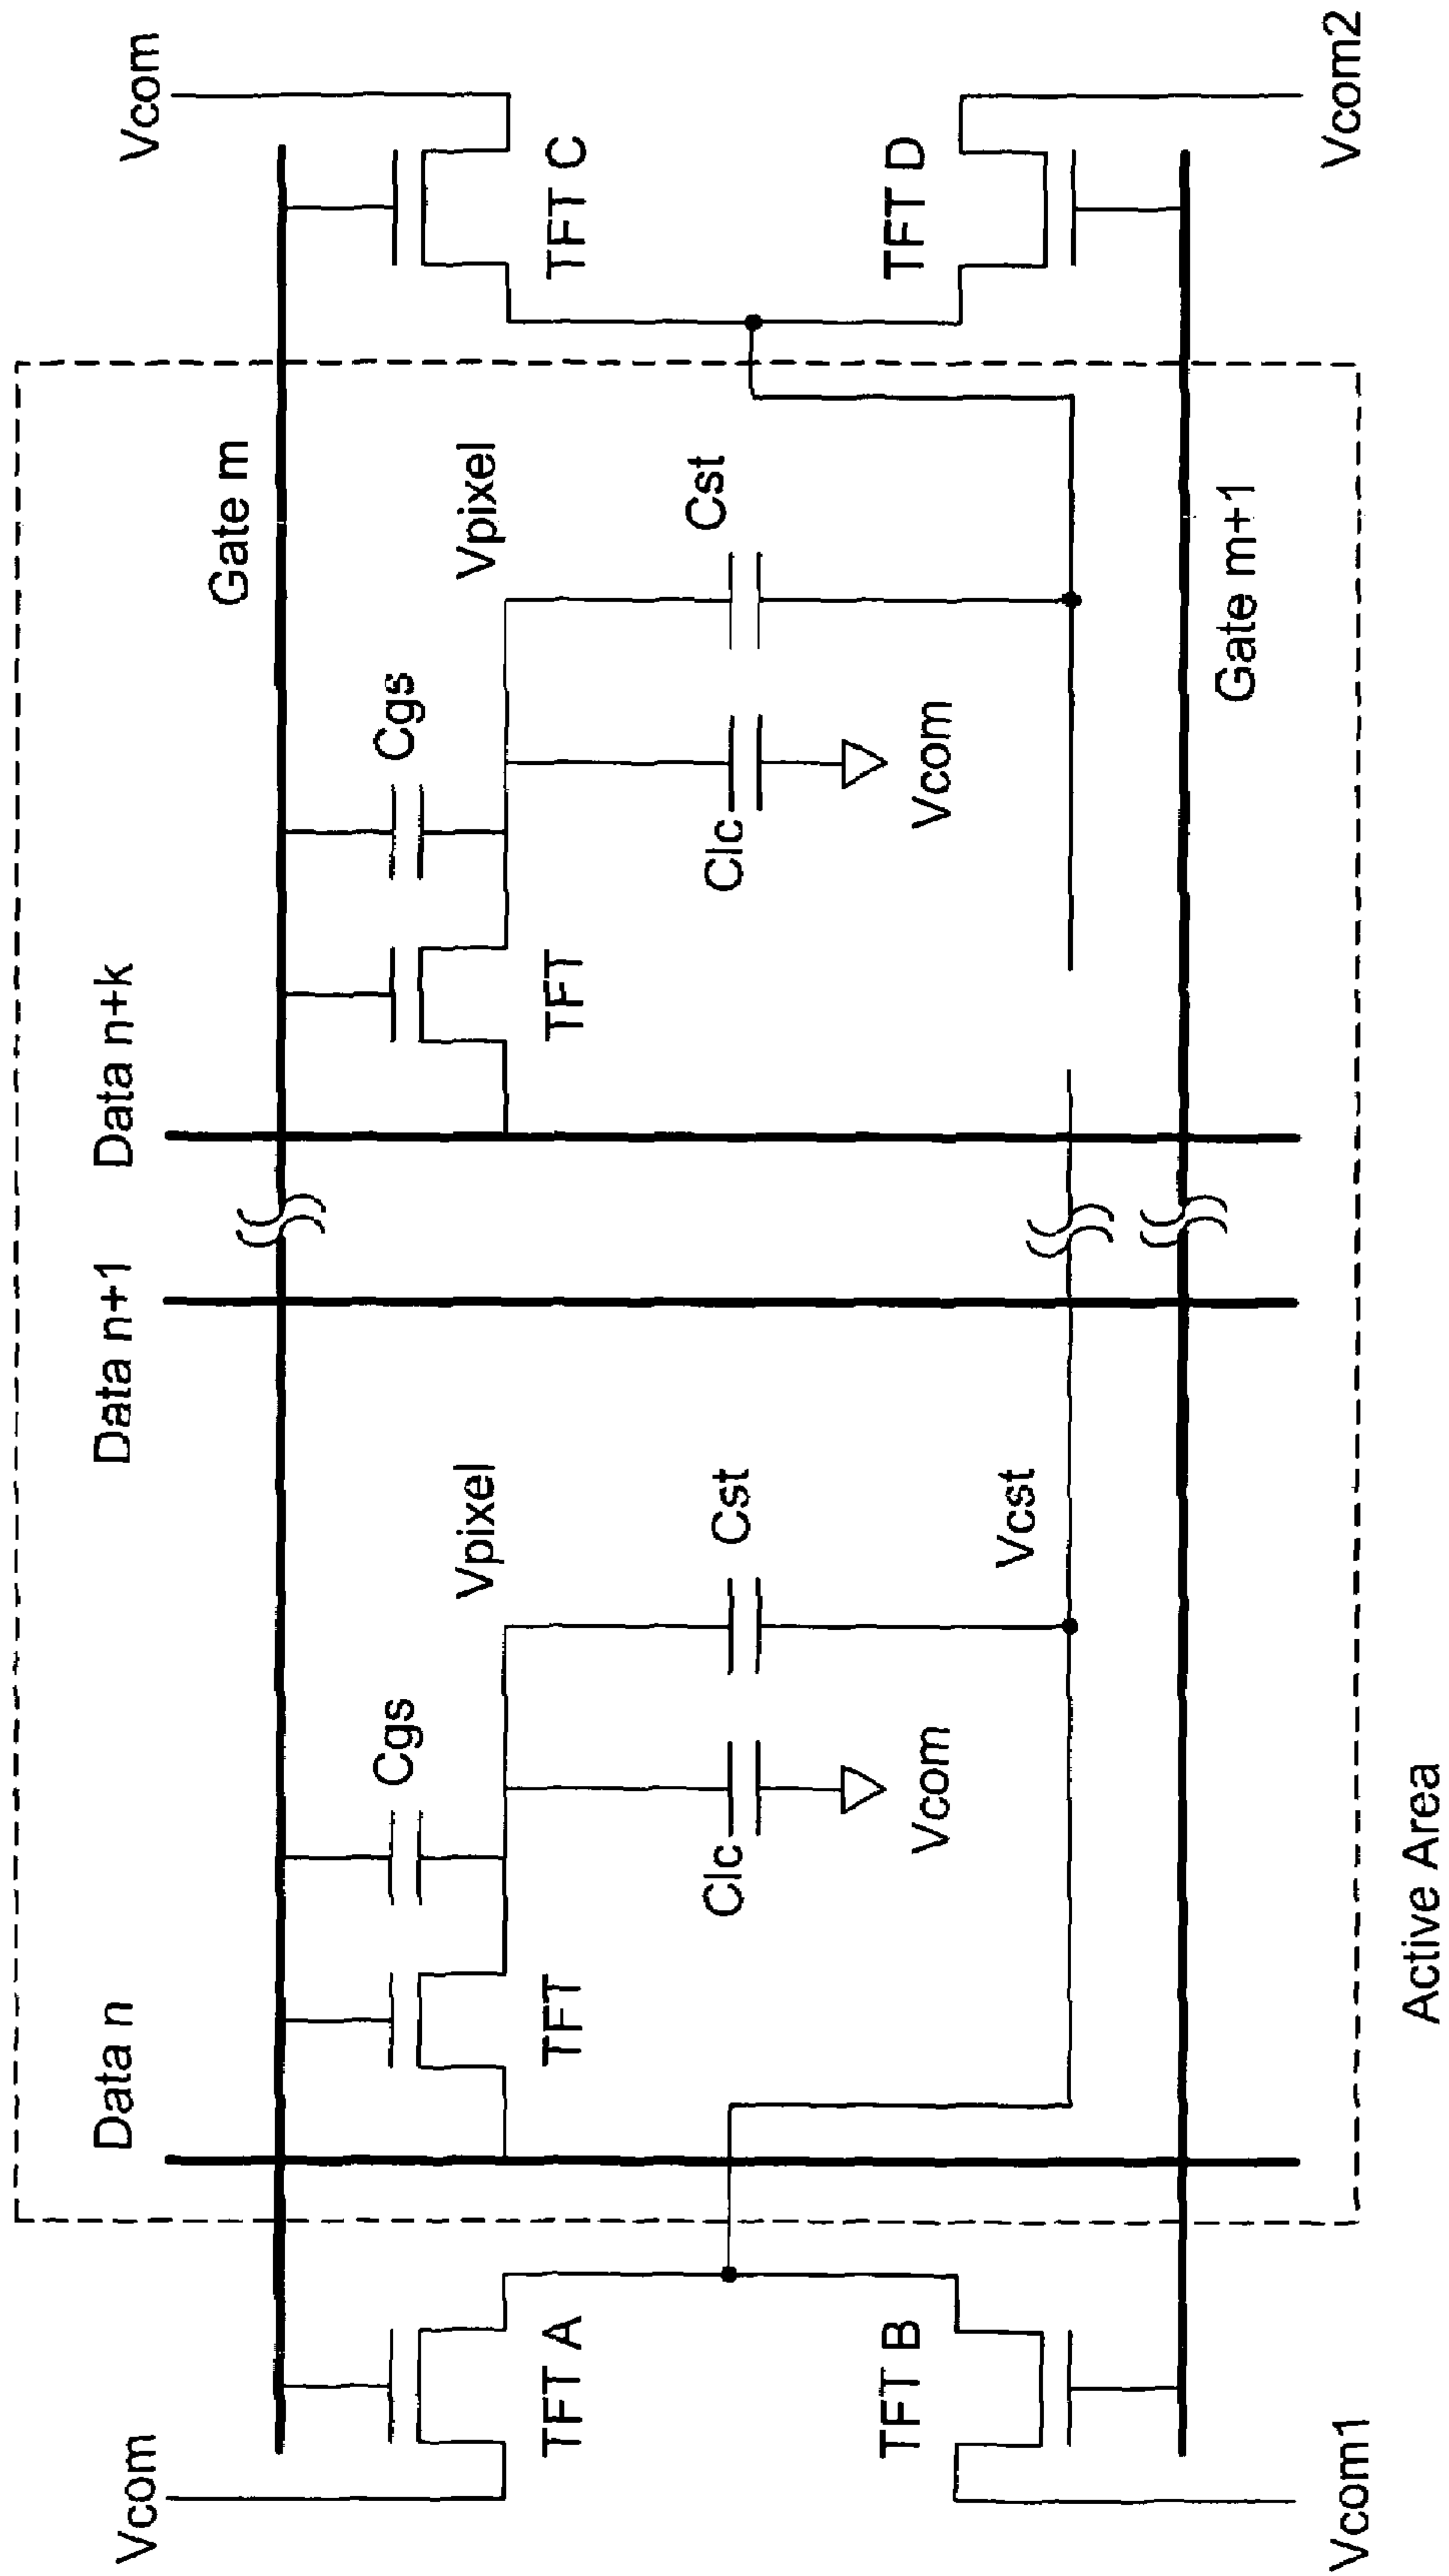 Data n
Data n+1
Data n+k
Vcom
Vcom
Gate m
Cgs
Vpixel
Cgs
Vpixel
TFT A
TFT
TFT
TFT C
Clc
Cst
Clc
Cst
TFT B
Vcom
Vcst
Vcom
TFT D
Gate m+1
Vcom1
Vcom2
Active Area